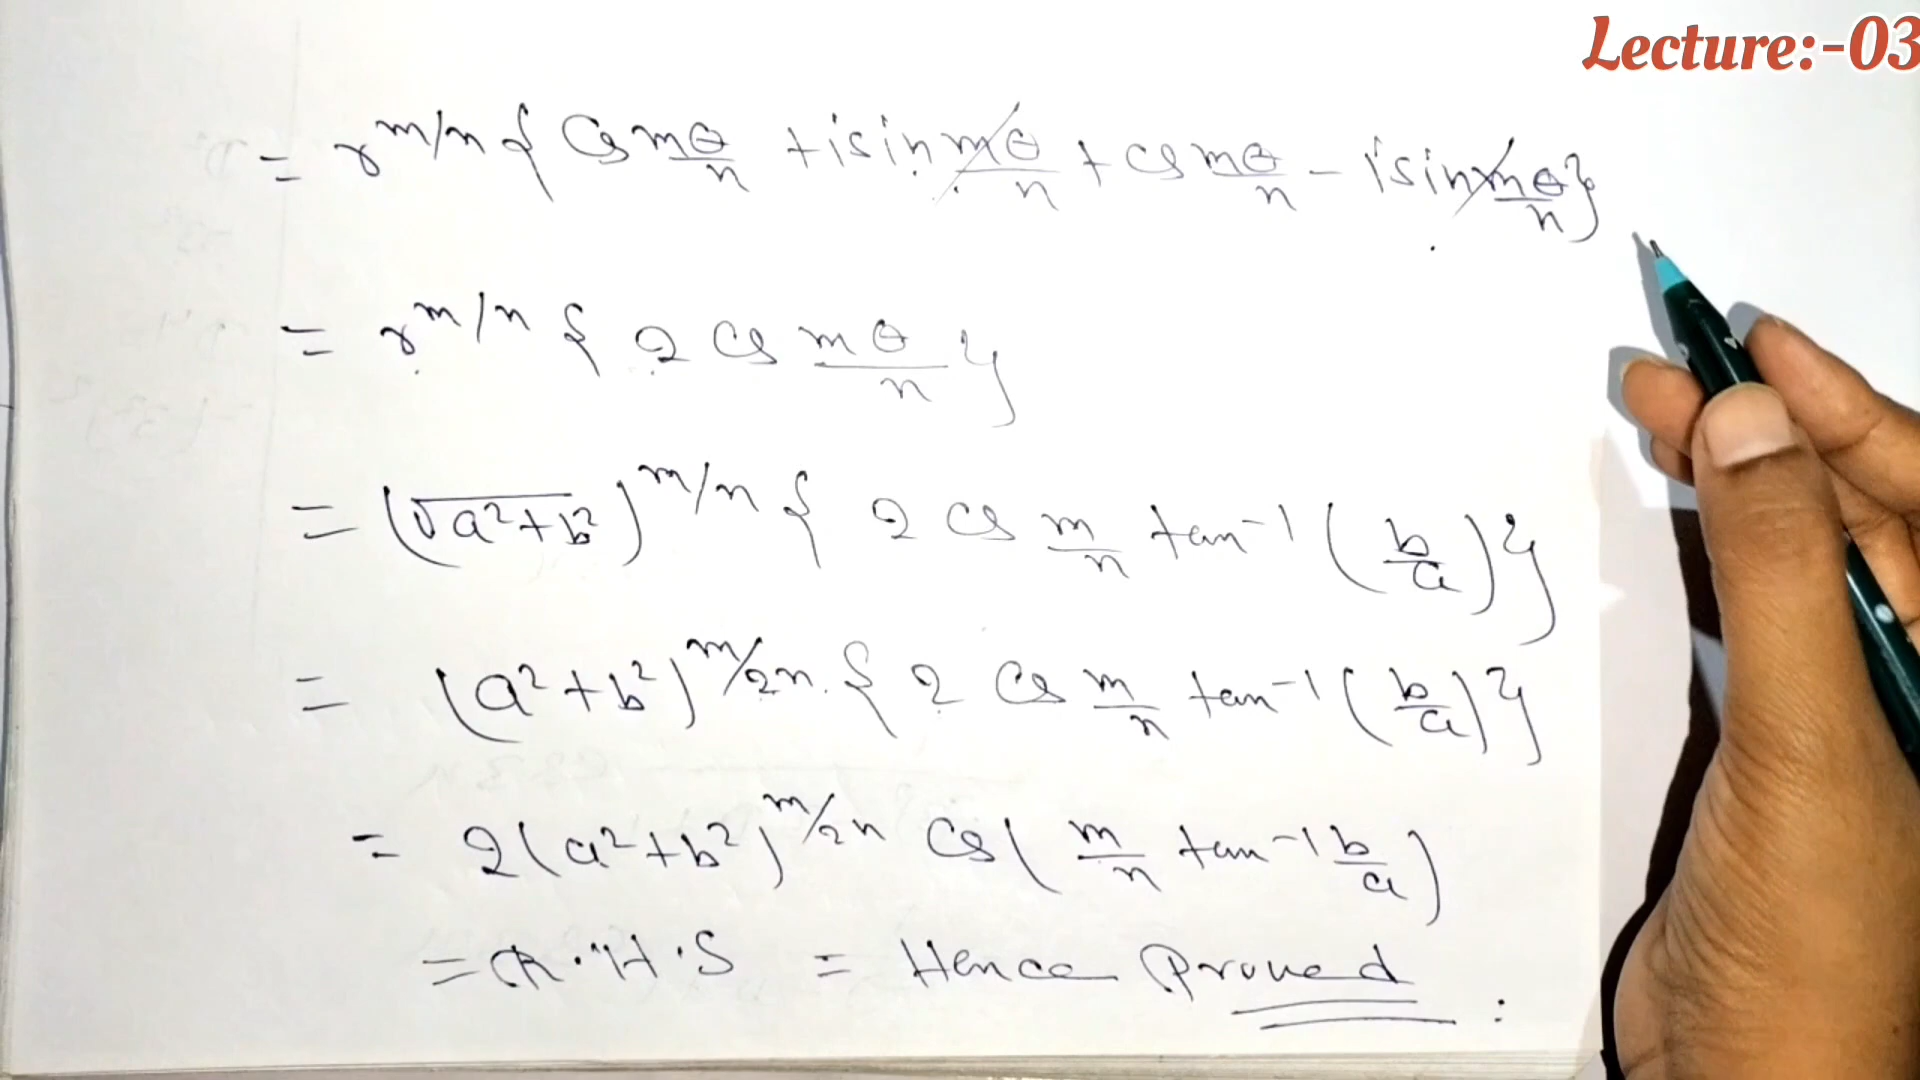 Lecture:-03
= r^{m/n} { Cos mθ/n + i sin mθ/n + cos mθ/n - i sin mθ/n }
= r^{m/n} { 2 cos mθ/n }
= (√a²+b²)^{m/n} { 2 cos m/n tan⁻¹ (b/a) }
= (a²+b²)^{m/2n}. { 2 cos m/n tan⁻¹ (b/a) }
= 2(a²+b²)^{m/2n} cos( m/n tan⁻¹ b/a )
= R.H.S = Hence proved :